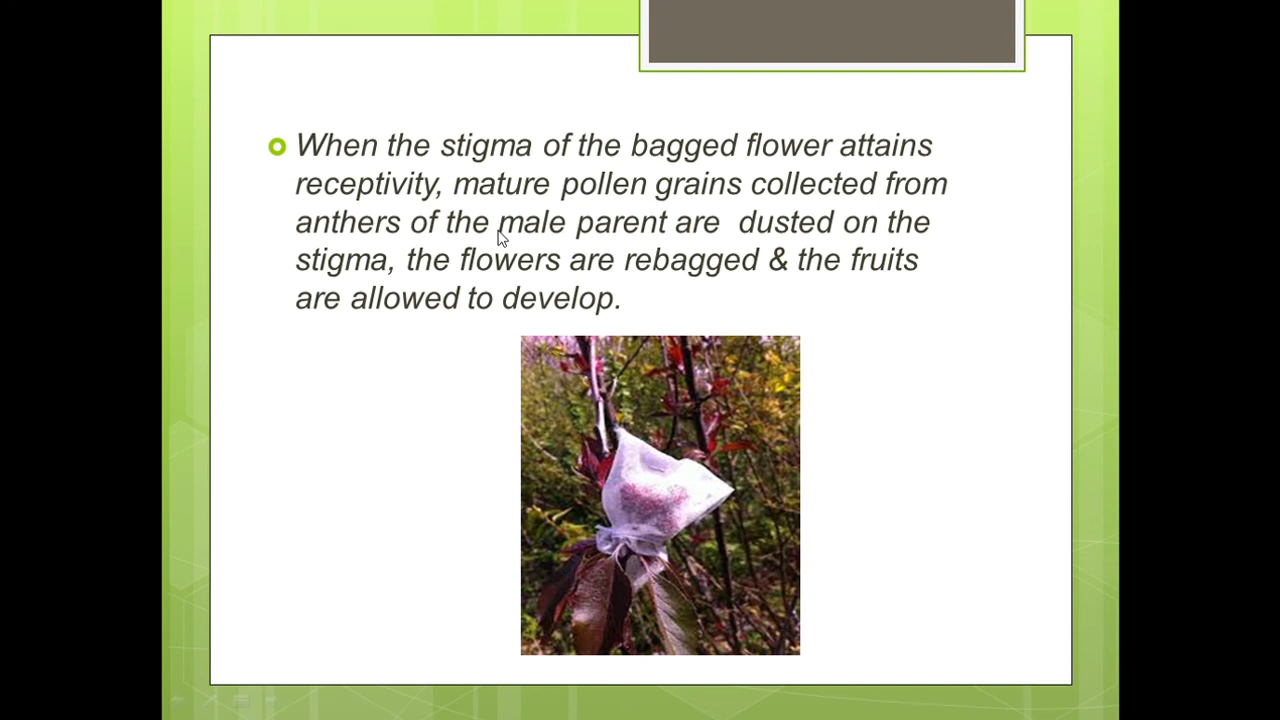 When the stigma of the bagged flower attains
receptivity, mature pollen grains collected from
anthers of the male parent are dusted on the
stigma, the flowers are rebagged & the fruits
are allowed to develop.